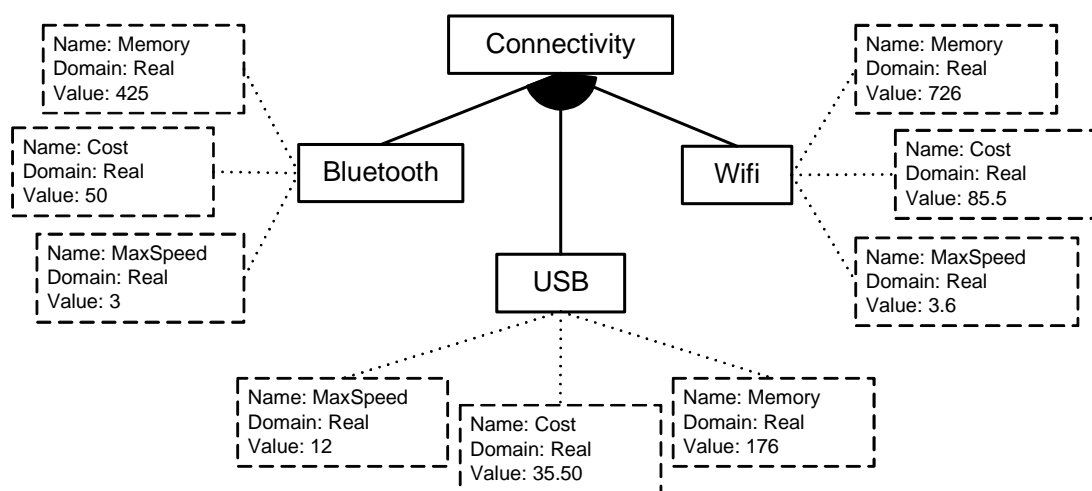 Connectivity
Name: Memory
Domain: Real
Value: 425
Name: Memory
Domain: Real
Value: 726
Name: Cost
Domain: Real
Value: 50
Bluetooth
Wifi
Name: Cost
Domain: Real
Value: 85.5
Name: MaxSpeed
Domain: Real
Value: 3
USB
Name: MaxSpeed
Domain: Real
Value: 3.6
Name: MaxSpeed
Domain: Real
Value: 12
Name: Cost
Domain: Real
Value: 35.50
Name: Memory
Domain: Real
Value: 176